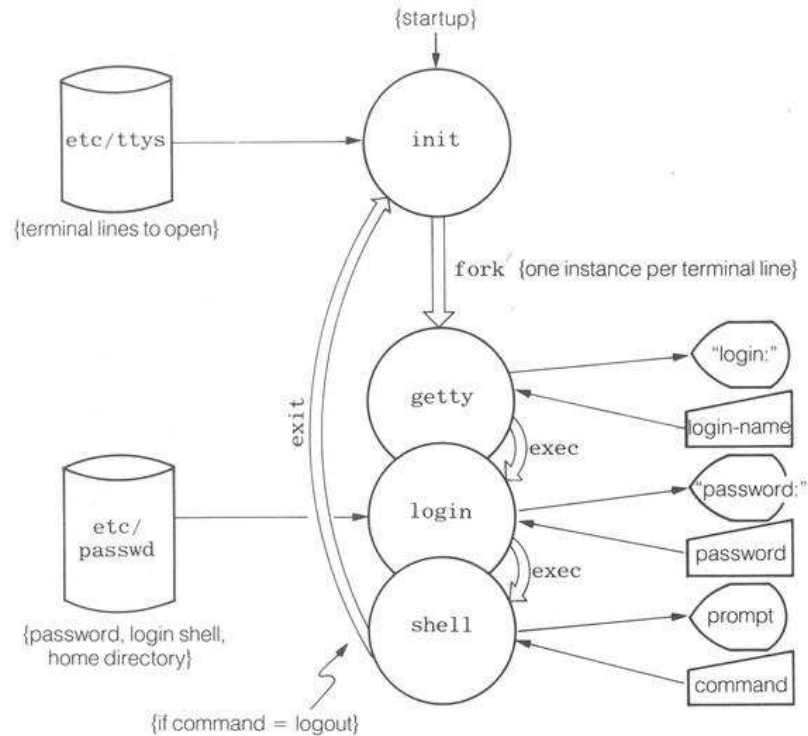 {startup}
etc/ttys
init
{terminal lines to open}
fork {one instance per terminal line}
"login:"
getty
login-name
exit
exec
"password:"
etc/
passwd
login
password
exec
prompt
shell
{password, login shell,
home directory}
command
{if command = logout}